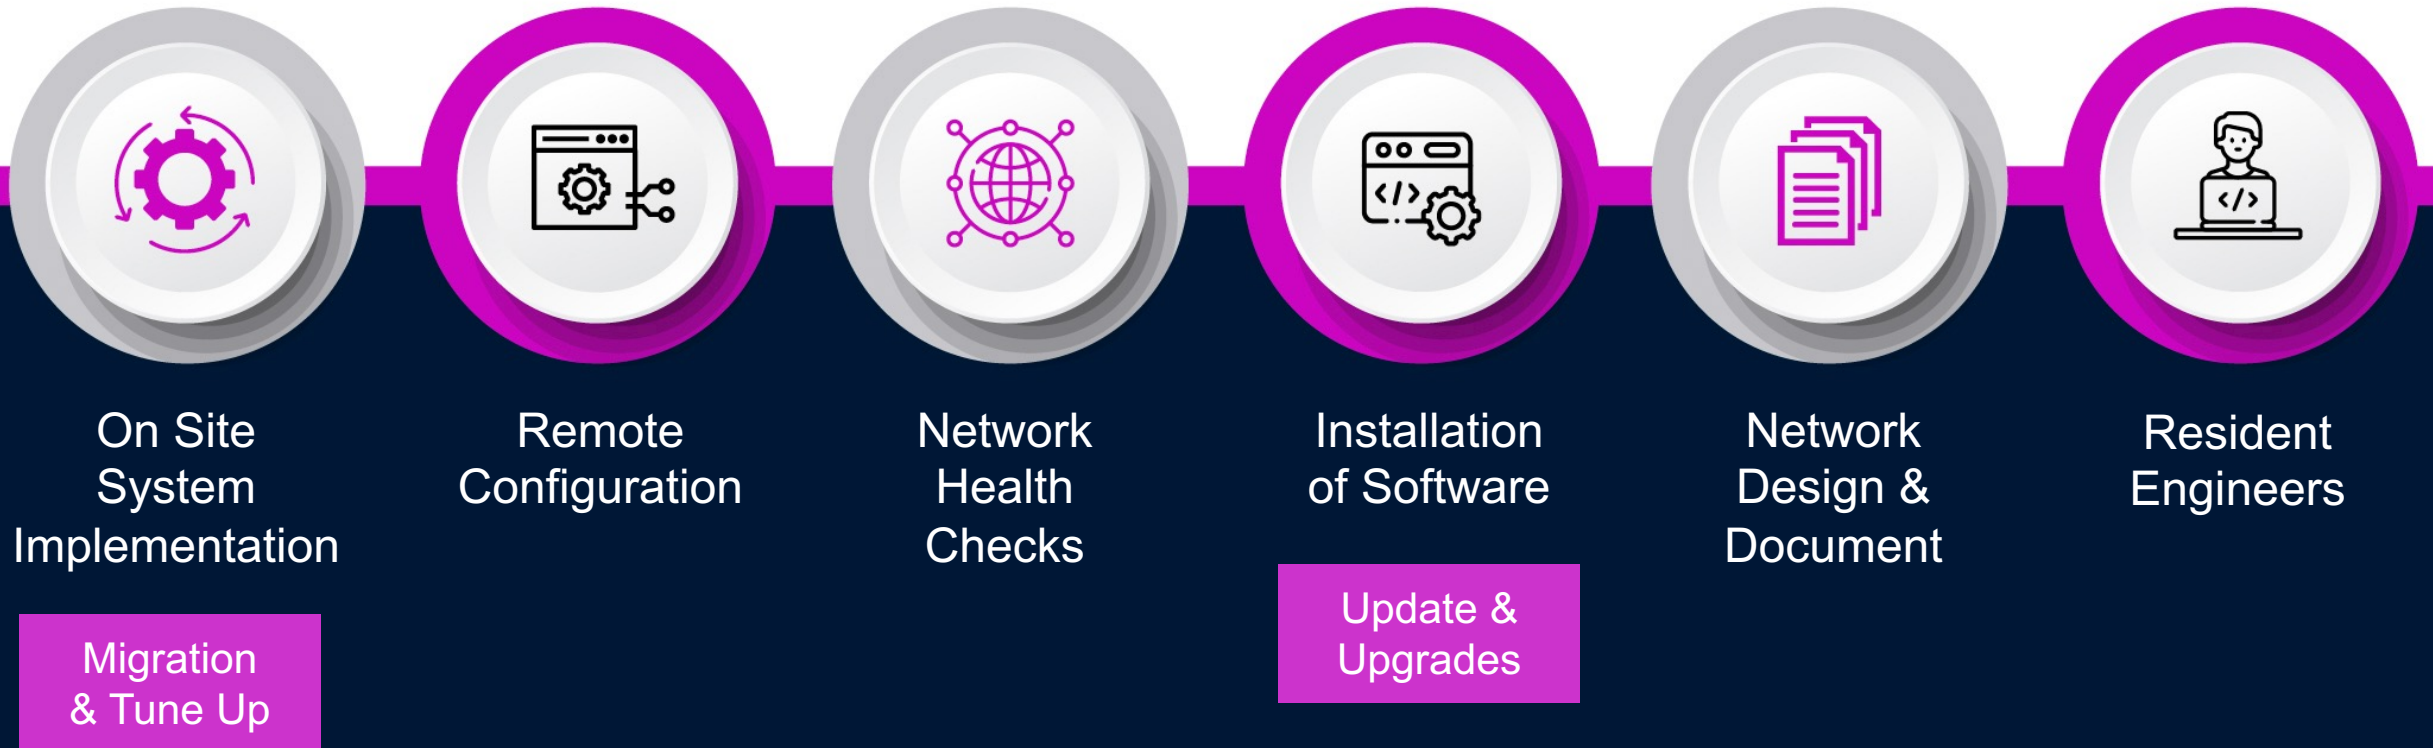 On Site
System
Implementation
Migration
& Tune Up
Remote
Configuration
Network
Health
Checks
Installation
of Software
Update &
Upgrades
Network
Design &
Document
Resident
Engineers